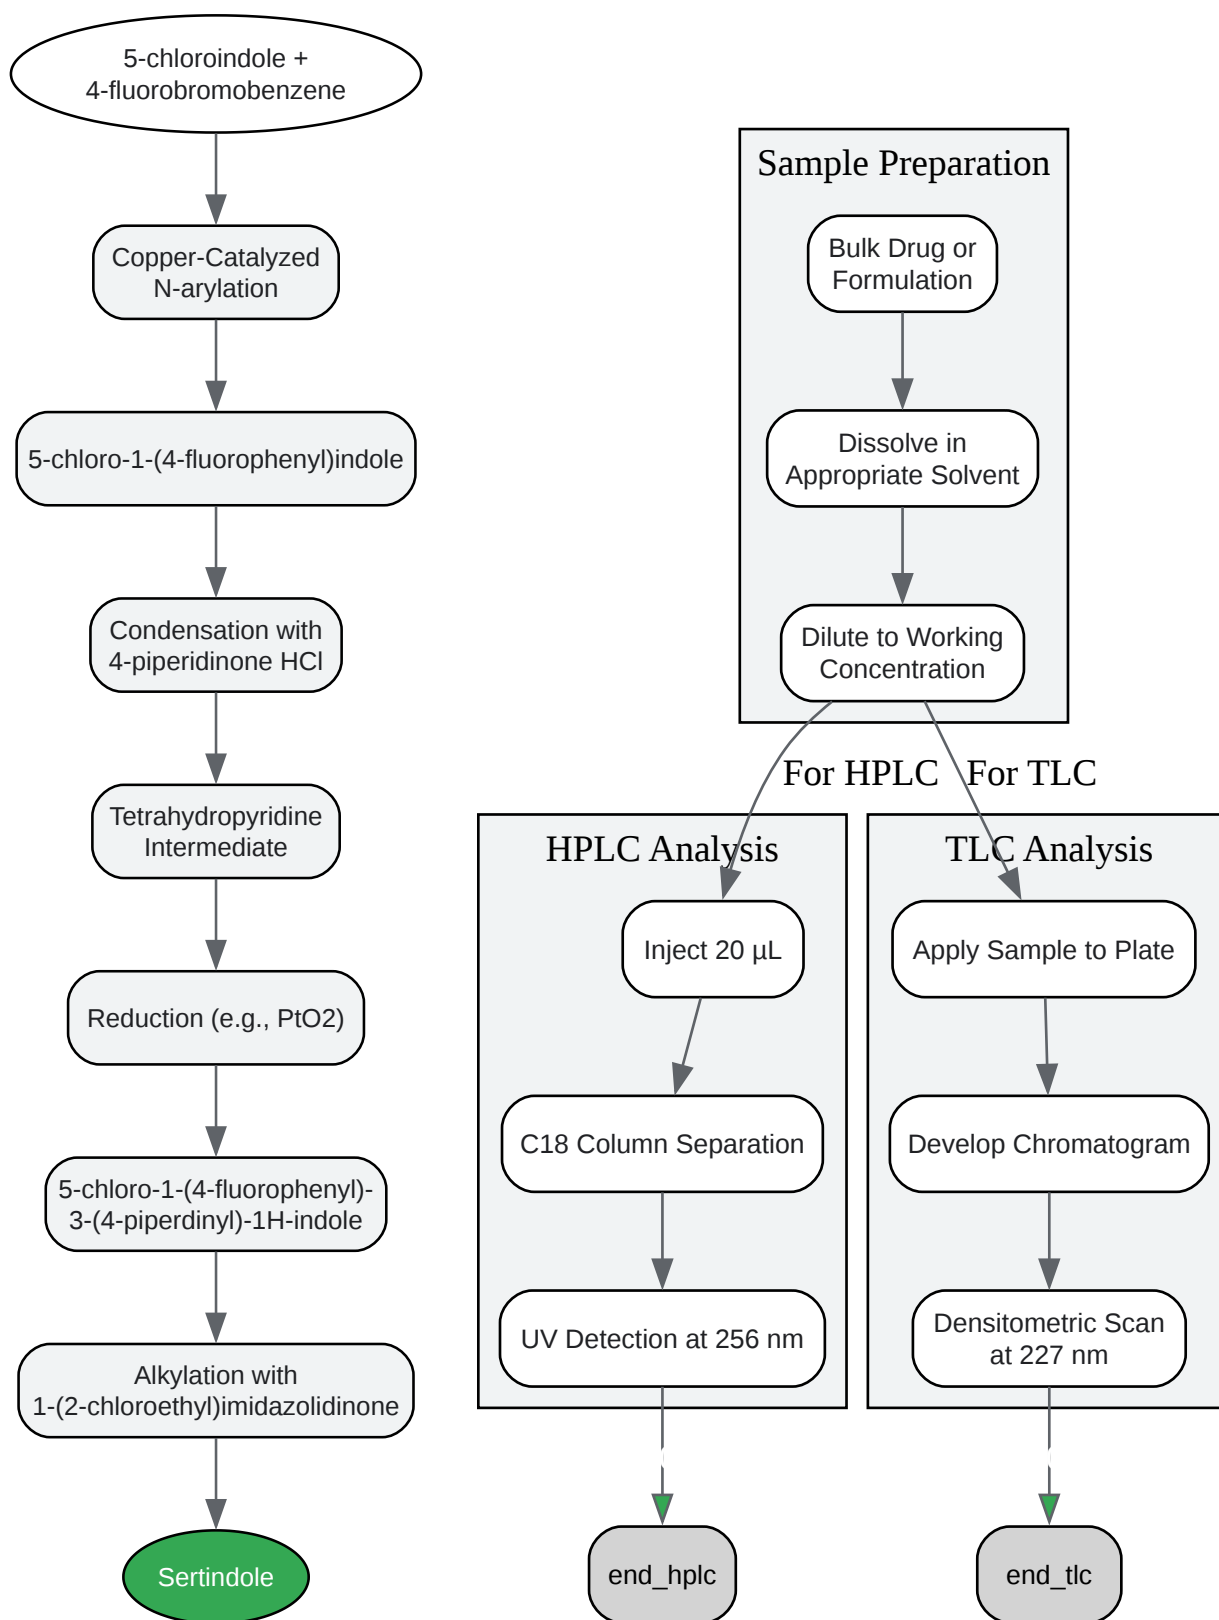 5-chloroindole +
4-fluorobromobenzene
Copper-Catalyzed
N-arylation
5-chloro-1-(4-fluorophenyl)indole
Condensation with
4-piperidinone HCl
Tetrahydropyridine
Intermediate
Reduction (e.g., PtO2)
5-chloro-1-(4-fluorophenyl)-
3-(4-piperdinyl)-1H-indole
Alkylation with
1-(2-chloroethyl)imidazolidinone
Sertindole
Sample Preparation
Bulk Drug or
Formulation
Dissolve in
Appropriate Solvent
Dilute to Working
Concentration
For HPLC
For TLC
HPLC Analysis
Inject 20 µL
C18 Column Separation
UV Detection at 256 nm
end_hplc
TLC Analysis
Apply Sample to Plate
Develop Chromatogram
Densitometric Scan
at 227 nm
end_tlc